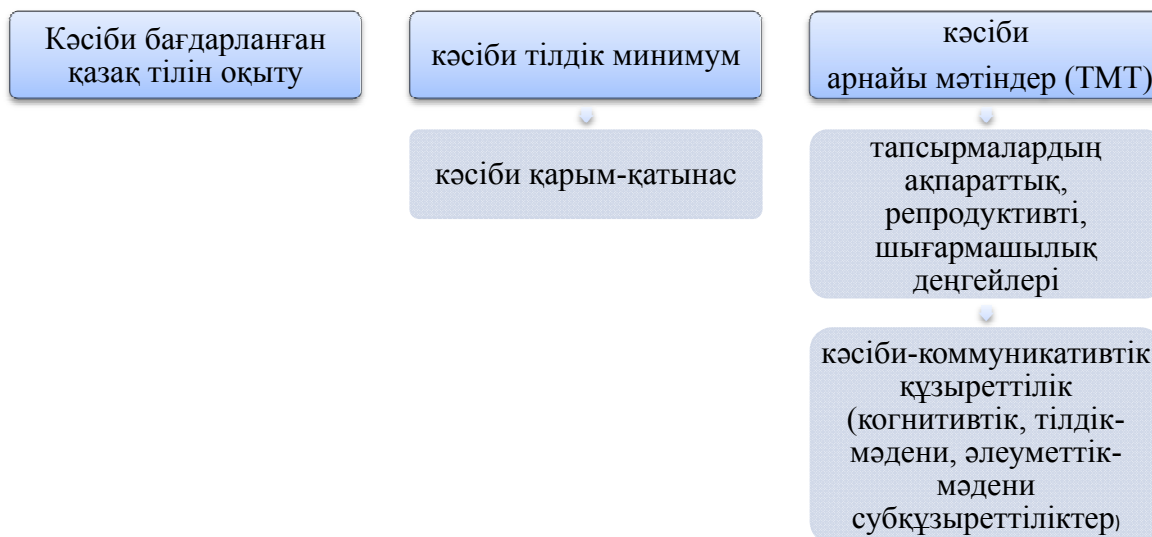 Кәсіби бағдарланған
қазақ тілін оқыту
кәсіби тілдік минимум
кәсіби қарым-қатынас
кәсіби
арнайы мәтіндер (ТМТ)
тапсырмалардың
ақпараттық,
репродуктивті,
шығармашылық
деңгейлері
кәсіби-коммуникативтік
құзыреттілік
(когнитивтік, тілдік-
мәдени, әлеуметтік-
мәдени
субқұзыреттіліктер)